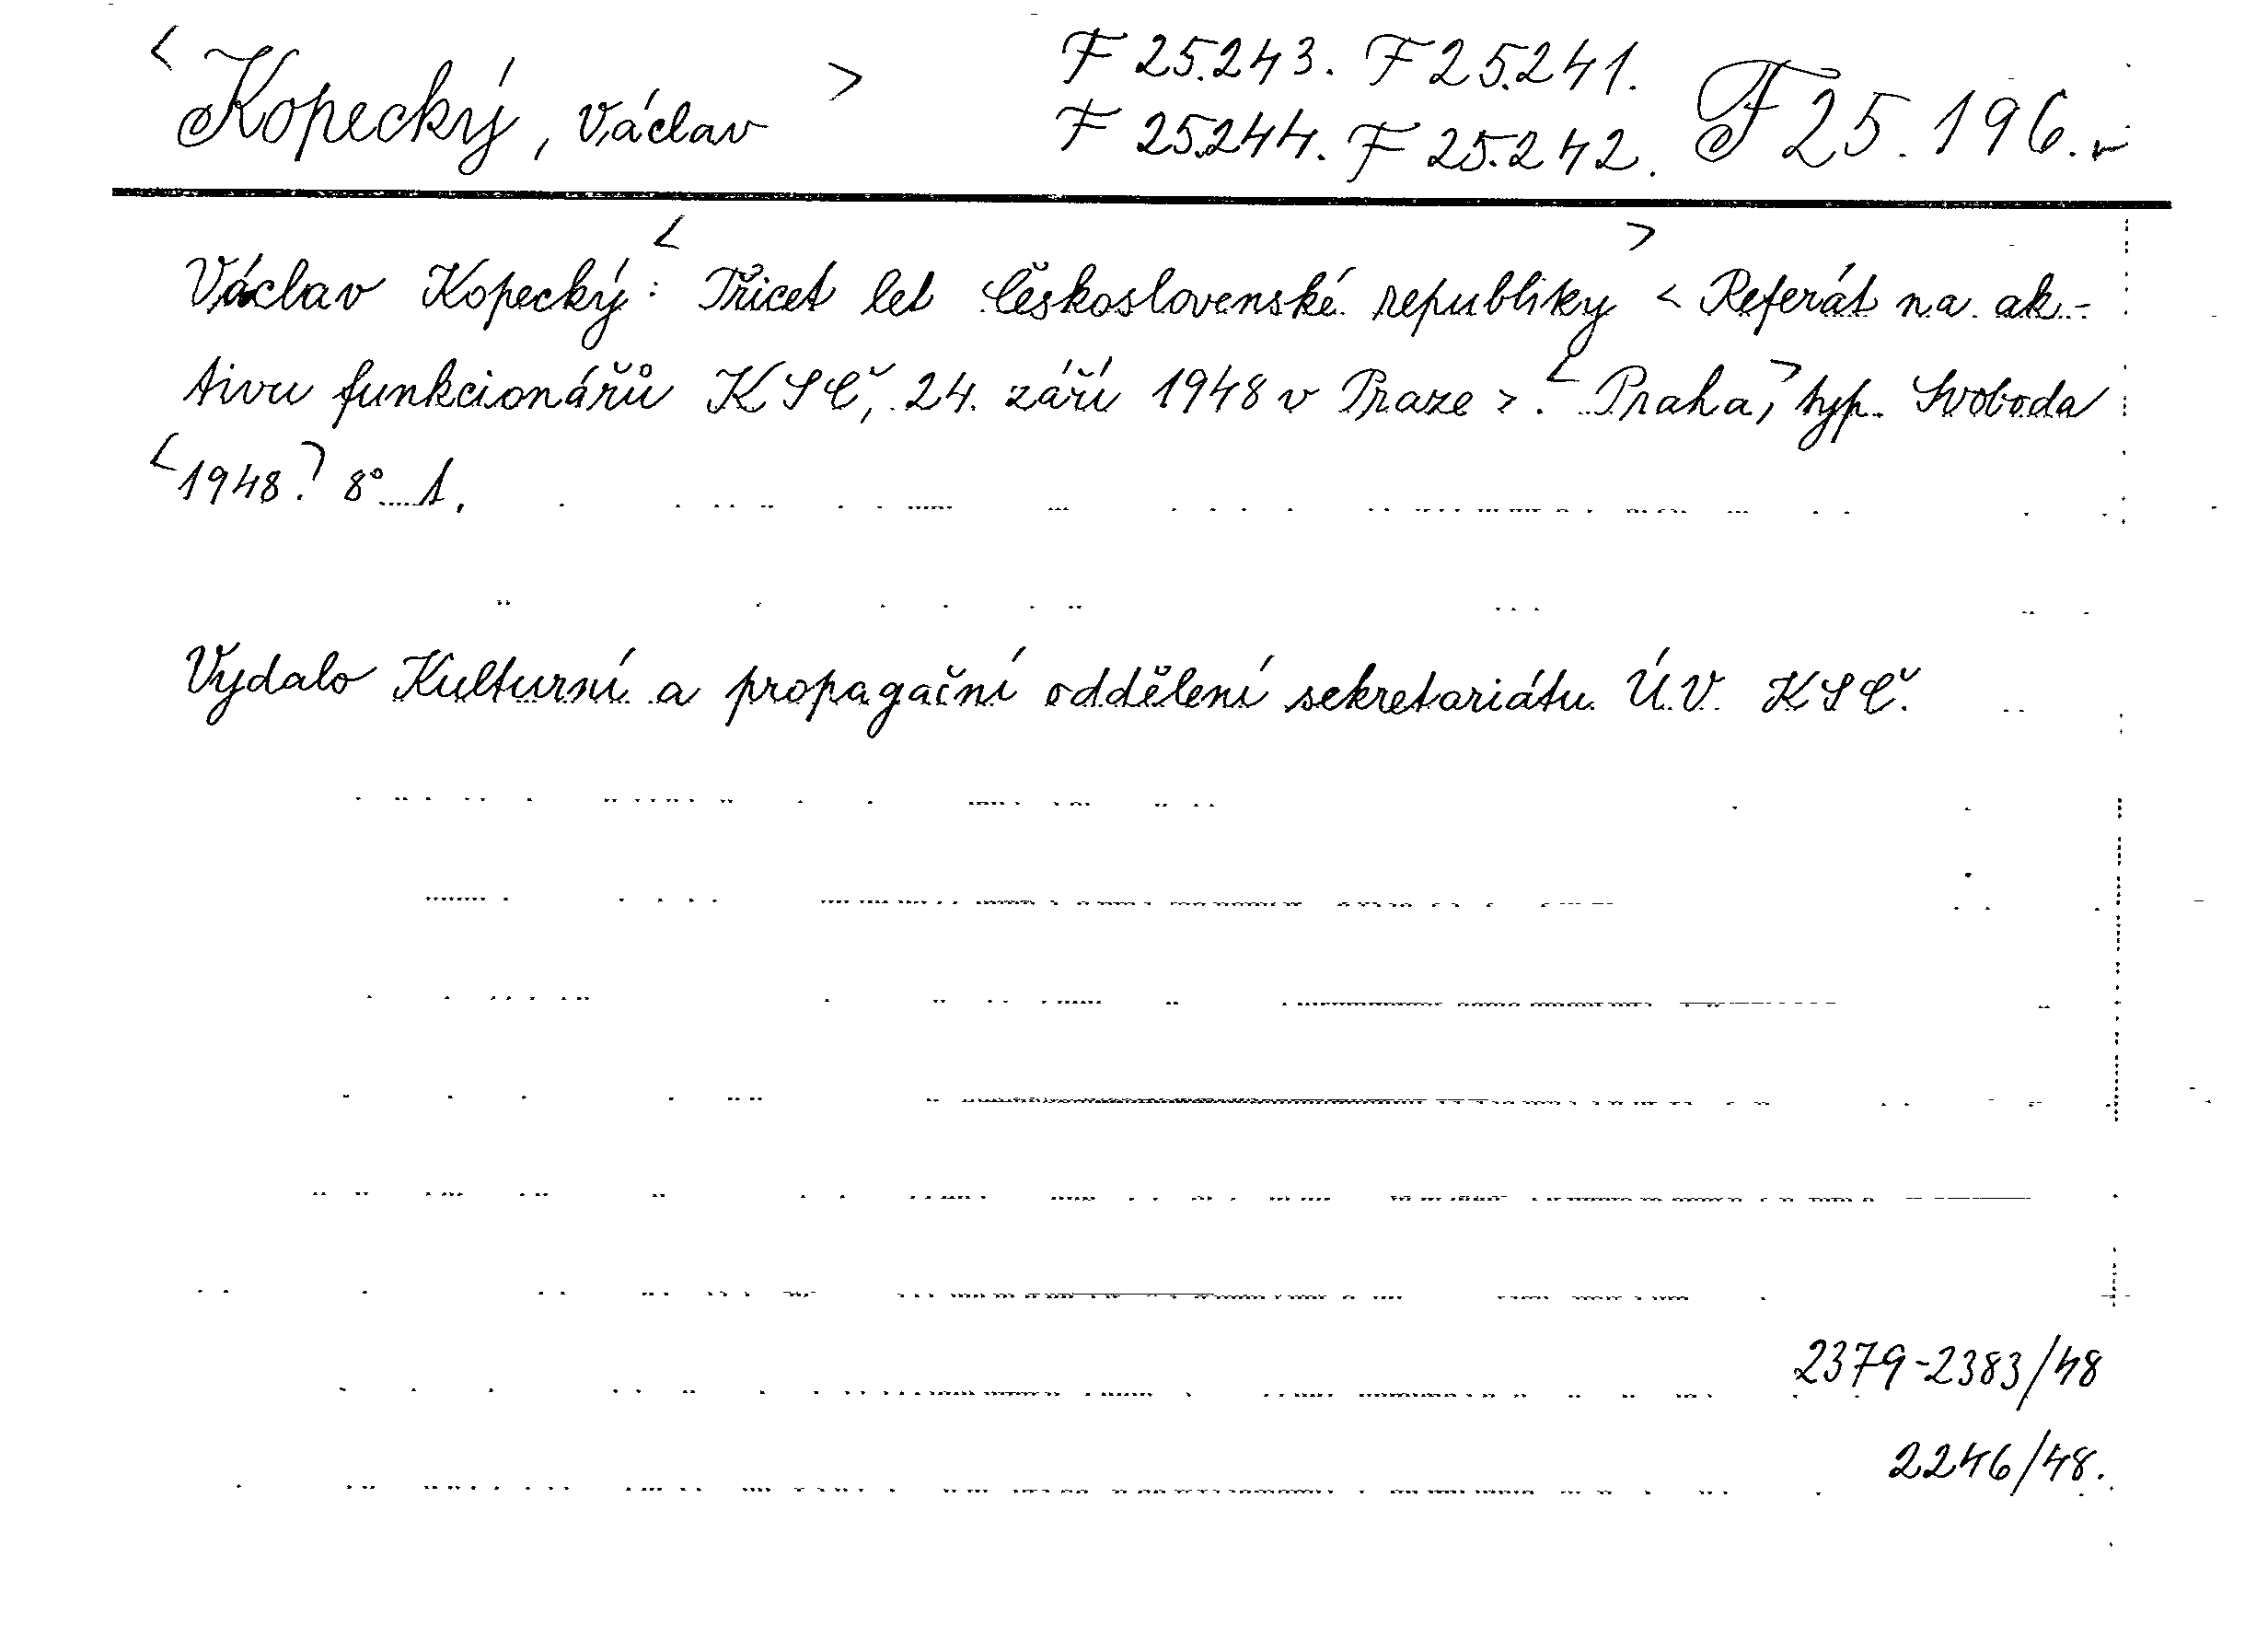 <Kopecký, Václav>
F 25.243. F 25.241.
F 25.244. F 25.242. F 25.196.
Václav Kopecký: <Třicet let Československé republiky> <Referát na ak-
tivu funkcionářů KSČ, 24. září 1948 v Praze>. <Praha,> typ. Svoboda
<1948.> 8° 1.
Vydalo Kulturní a propagační oddělení sekretariátu Ú.V. KSČ.
2379-2383/48
2246/48.